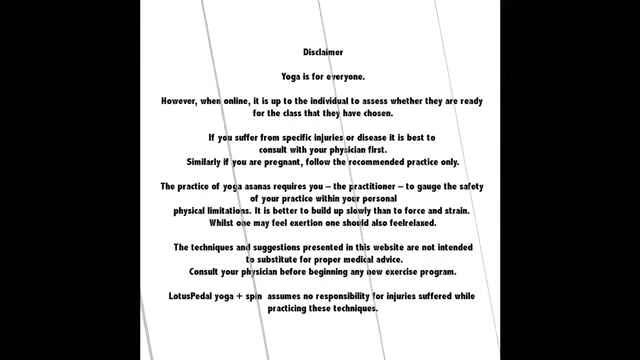 Disclaimer
Yoga is for everyone.
However, when online, it is up to the individual to assess whether they are ready
for the class that they have chosen.
If you suffer from specific injuries or disease it is best to
consult with your physician first.
Similarly if you are pregnant, follow the recommended practice only.
The practice of yoga asanas requires you – the practitioner – to gauge the safety
of your practice within your personal
physical limitations. It is better to build up slowly than to force and strain.
Whilst one may feel exertion one should also feelrelaxed.
The techniques and suggestions presented in this website are not intended
to substitute for proper medical advice.
Consult your physician before beginning any new exercise program.
LotusPedal yoga + spin assumes no responsibility for injuries suffered while
practicing these techniques.